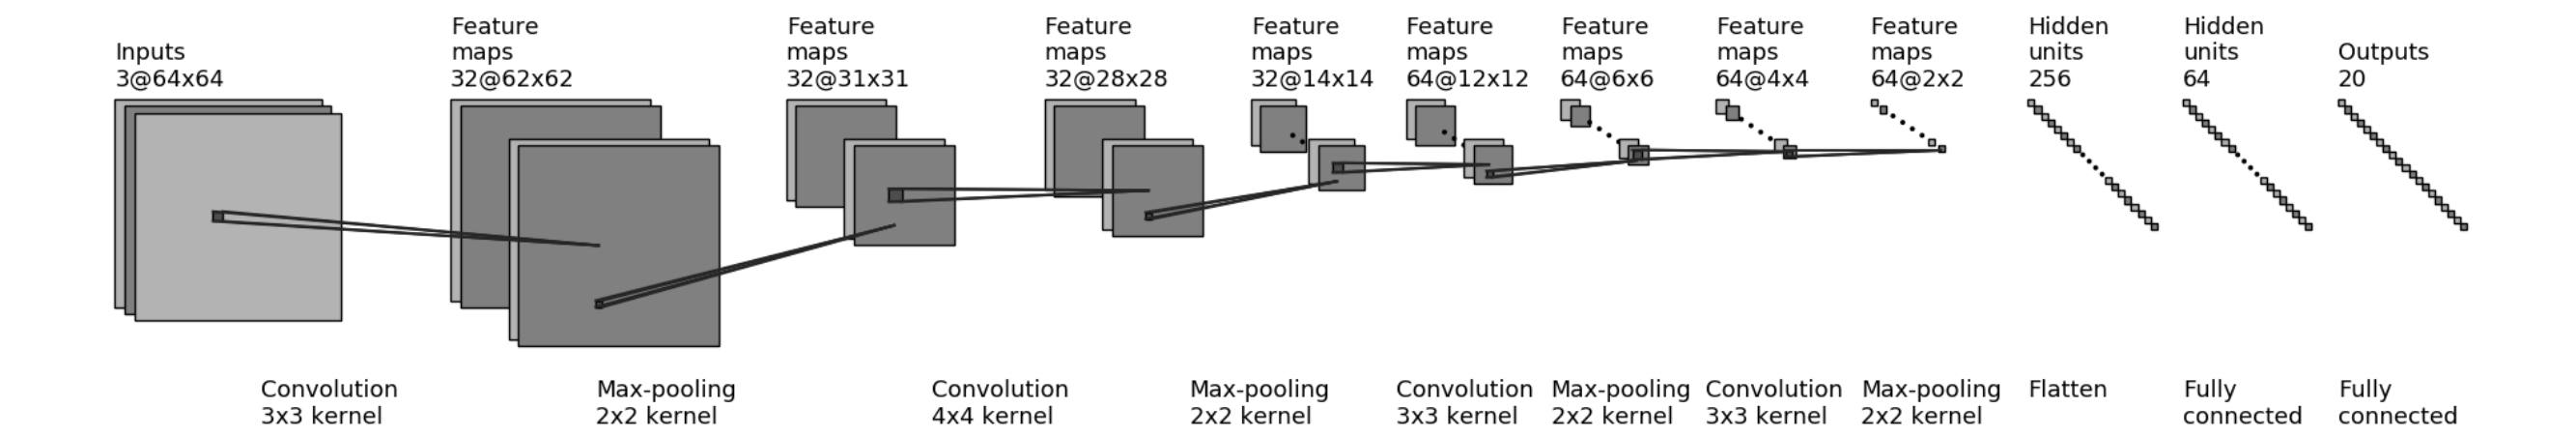 Inputs
3@64x64
Feature
maps
32@62x62
Feature
maps
32@31x31
Feature
maps
32@28x28
Feature
maps
32@14x14
Feature
maps
64@12x12
Feature
maps
64@6x6
Feature
maps
64@4x4
Feature
maps
64@2x2
Hidden
units
256
Hidden
units
64
Outputs
20
Convolution
3x3 kernel
Max-pooling
2x2 kernel
Convolution
4x4 kernel
Max-pooling
2x2 kernel
Convolution
3x3 kernel
Max-pooling
2x2 kernel
Convolution
3x3 kernel
Max-pooling
2x2 kernel
Flatten
Fully
connected
Fully
connected